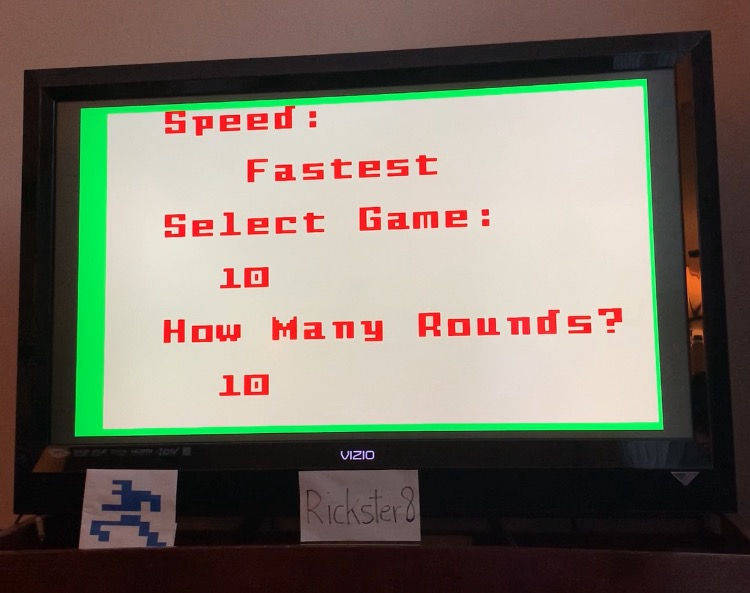 Speed:
Fastest
Select Game:
10
How Many Rounds?
10
VIZIO
Rickster8